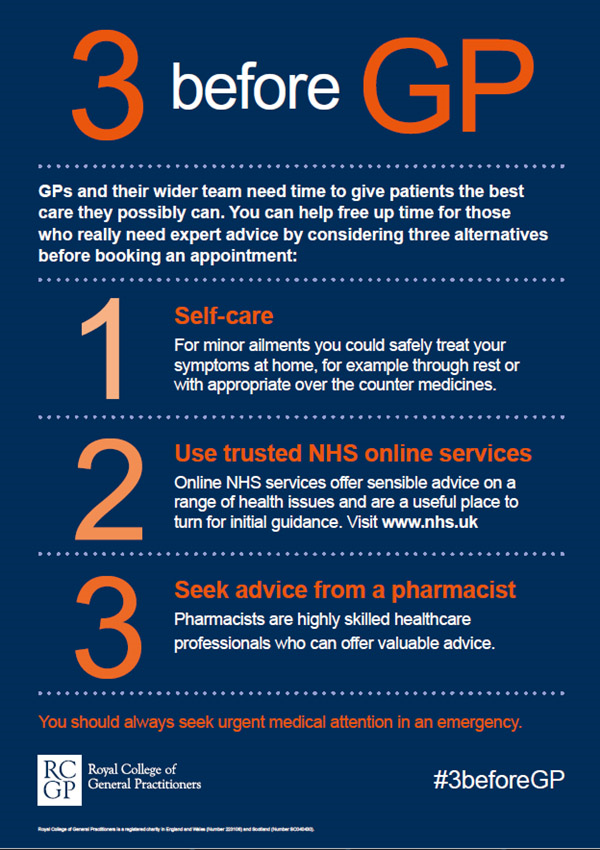 3 before GP
GPs and their wider team need time to give patients the best
care they possibly can. You can help free up time for those
who really need expert advice by considering three alternatives
before booking an appointment:
1
Self-care
For minor ailments you could safely treat your
symptoms at home, for example through rest or
with appropriate over the counter medicines.
2
Use trusted NHS online services
Online NHS services offer sensible advice on a
range of health issues and are a useful place to
turn for initial guidance. Visit www.nhs.uk
3
Seek advice from a pharmacist
Pharmacists are highly skilled healthcare
professionals who can offer valuable advice.
You should always seek urgent medical attention in an emergency.
RC
GP
Royal College of
General Practitioners
#3beforeGP
Royal College of General Practitioners is a registered charity in England and Wales (Number 223106) and Scotland (Number SC040430).